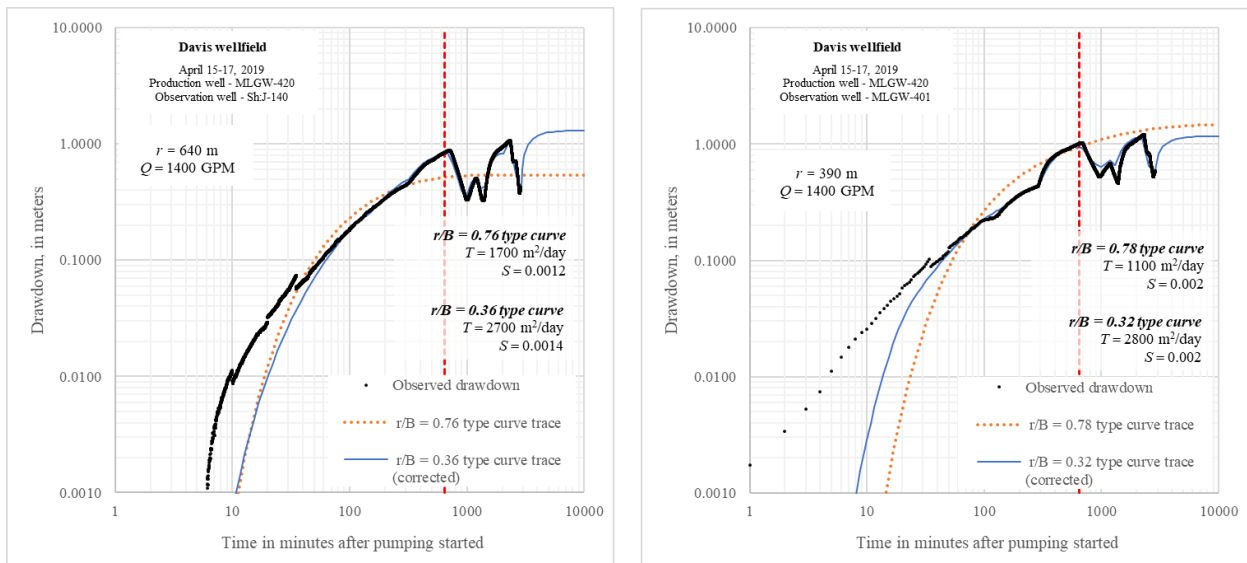 10.0000
1.0000
0.1000
0.0100
0.0010
Drawdown, in meters
Davis wellfield
April 15-17, 2019
Production well - MLGW-420
Observation well - Sh:J-140
r = 640 m
Q = 1400 GPM
r/B = 0.76 type curve
T = 1700 m²/day
S = 0.0012
r/B = 0.36 type curve
T = 2700 m²/day
S = 0.0014
Observed drawdown
r/B = 0.76 type curve trace
r/B = 0.36 type curve trace
(corrected)
1 10 100 1000 10000
Time in minutes after pumping started
10.0000
1.0000
0.1000
0.0100
0.0010
Drawdown, in meters
Davis wellfield
April 15-17, 2019
Production well - MLGW-420
Observation well - MLGW-401
r = 390 m
Q = 1400 GPM
r/B = 0.78 type curve
T = 1100 m²/day
S = 0.002
r/B = 0.32 type curve
T = 2800 m²/day
S = 0.002
Observed drawdown
r/B = 0.78 type curve trace
r/B = 0.32 type curve trace
(corrected)
1 10 100 1000 10000
Time in minutes after pumping started